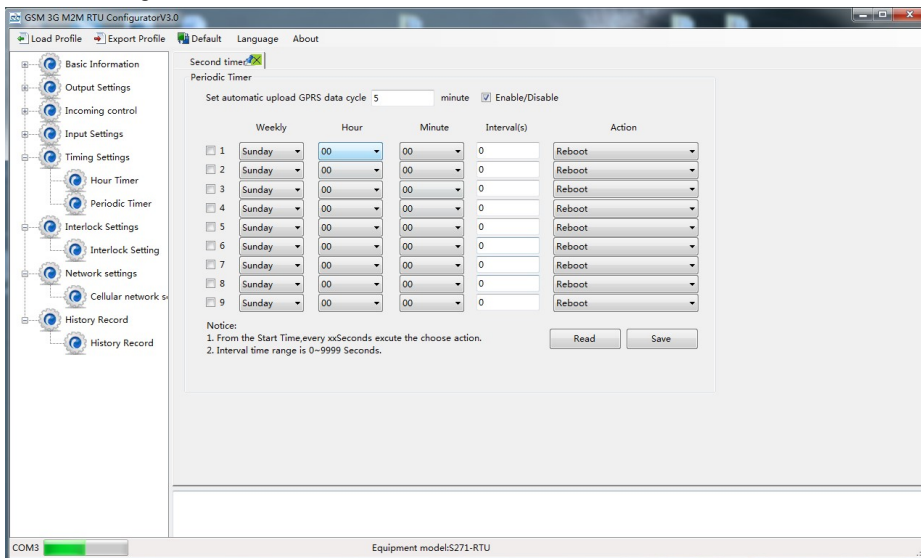 GSM 3G M2M RTU ConfiguratorV3.0
Load Profile Export Profile Default Language About
Basic Information
Output Settings
Incoming control
Input Settings
Timing Settings
Hour Timer
Periodic Timer
Interlock Settings
Interlock Setting
Network settings
Cellular network s
History Record
History Record
Second timer
Periodic Timer
Set automatic upload GPRS data cycle 5 minute Enable/Disable
Weekly Hour Minute Interval(s) Action
1 Sunday 00 00 0 Reboot
2 Sunday 00 00 0 Reboot
3 Sunday 00 00 0 Reboot
4 Sunday 00 00 0 Reboot
5 Sunday 00 00 0 Reboot
6 Sunday 00 00 0 Reboot
7 Sunday 00 00 0 Reboot
8 Sunday 00 00 0 Reboot
9 Sunday 00 00 0 Reboot
Notice:
1. From the Start Time,every xxSeconds excute the choose action.
2. Interval time range is 0~9999 Seconds.
Read Save
COM3 Equipment model:S271-RTU